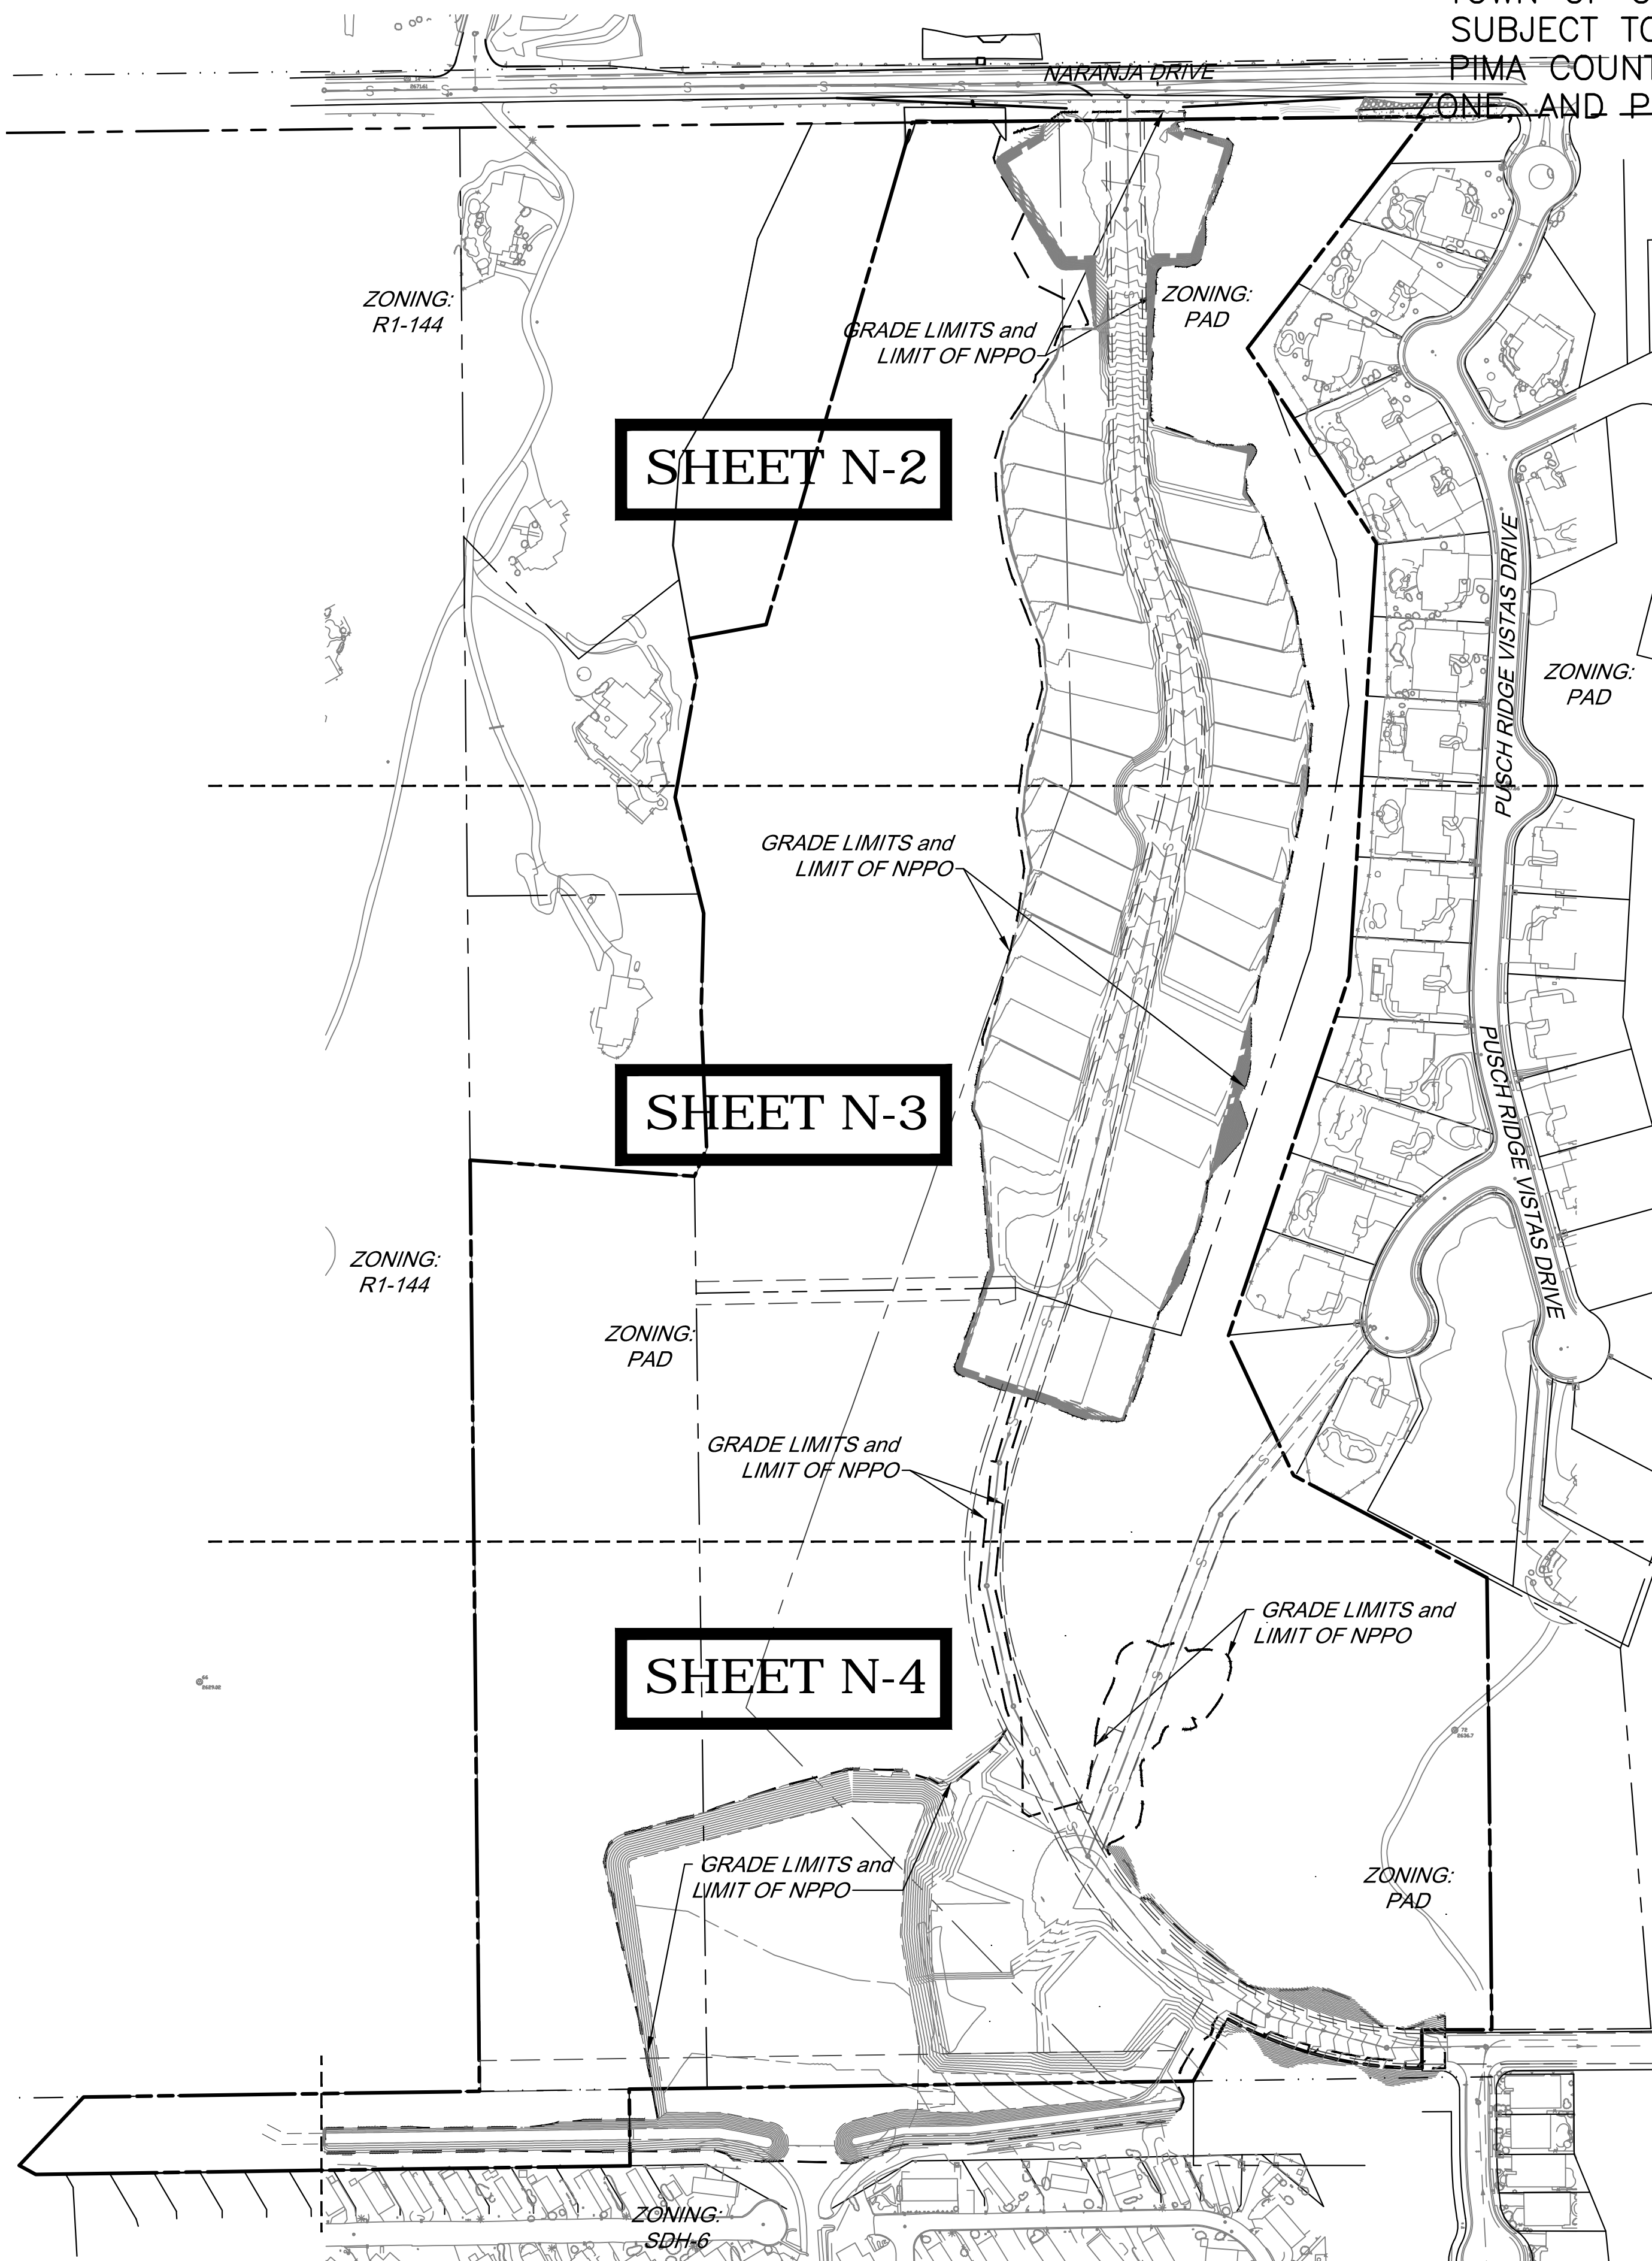 SUBJECT TO
PIMA COUNT
ZONE, AND P
NARANJA DRIVE
ZONING:
R1-144
GRADE LIMITS and
LIMIT OF NPPO
ZONING:
PAD
SHEET N-2
PUSCH RIDGE VISTAS DRIVE
ZONING:
PAD
GRADE LIMITS and
LIMIT OF NPPO
SHEET N-3
PUSCH RIDGE VISTAS DRIVE
ZONING:
R1-144
ZONING:
PAD
GRADE LIMITS and
LIMIT OF NPPO
GRADE LIMITS and
LIMIT OF NPPO
SHEET N-4
GRADE LIMITS and
LIMIT OF NPPO
ZONING:
PAD
ZONING:
SDH-6